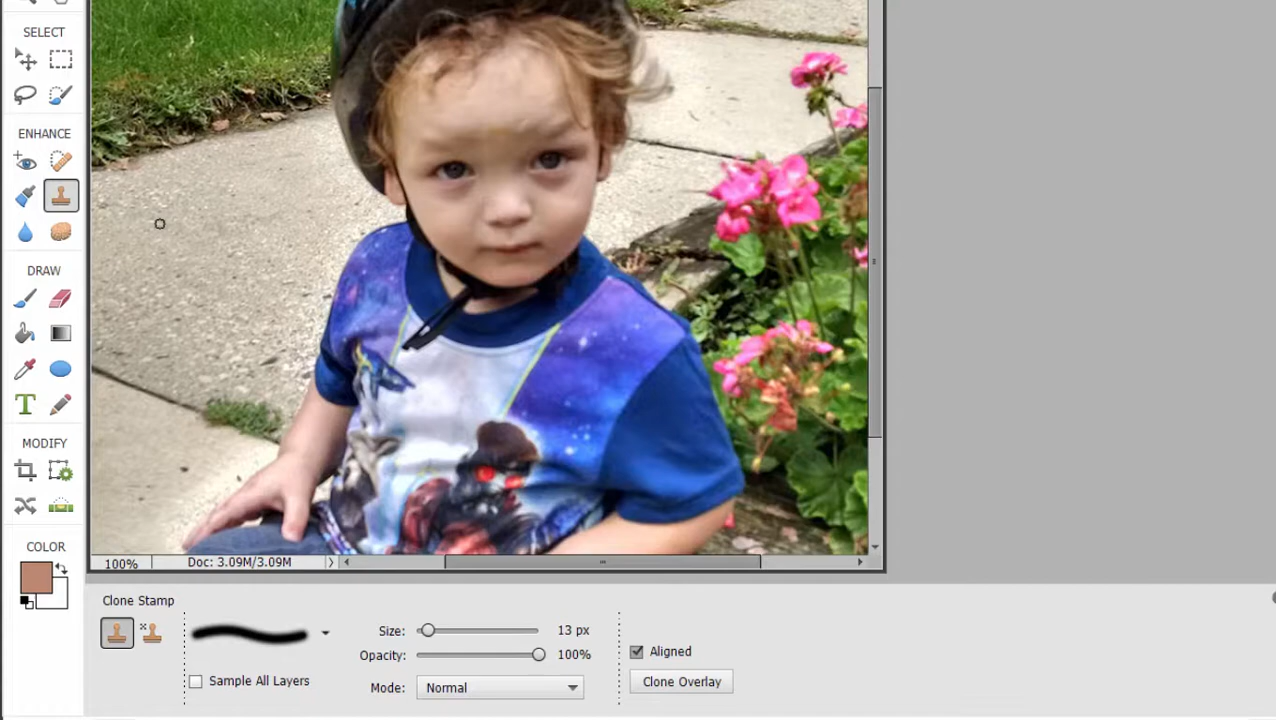 SELECT
ENHANCE
DRAW
T
MODIFY
COLOR
100%
Doc: 3.09M/3.09M
Clone Stamp
Size:
13 px
Opacity:
100%
Aligned
Sample All Layers
Mode:
Normal
Clone Overlay